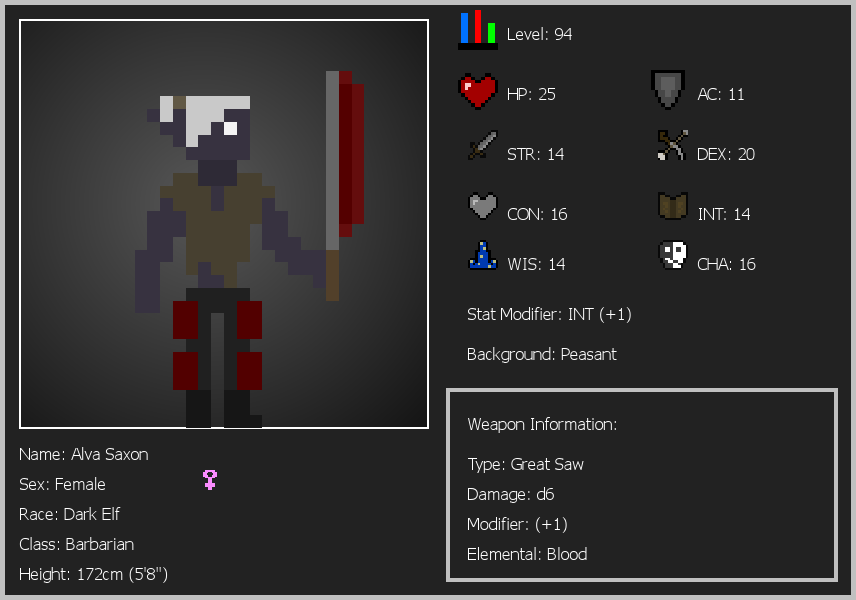 Level: 94
HP: 25
AC: 11
STR: 14
DEX: 20
CON: 16
INT: 14
WIS: 14
CHA: 16
Stat Modifier: INT (+1)
Background: Peasant
Weapon Information:
Type: Great Saw
Damage: d6
Modifier: (+1)
Elemental: Blood
Name: Alva Saxon
Sex: Female
Race: Dark Elf
Class: Barbarian
Height: 172cm (5'8")